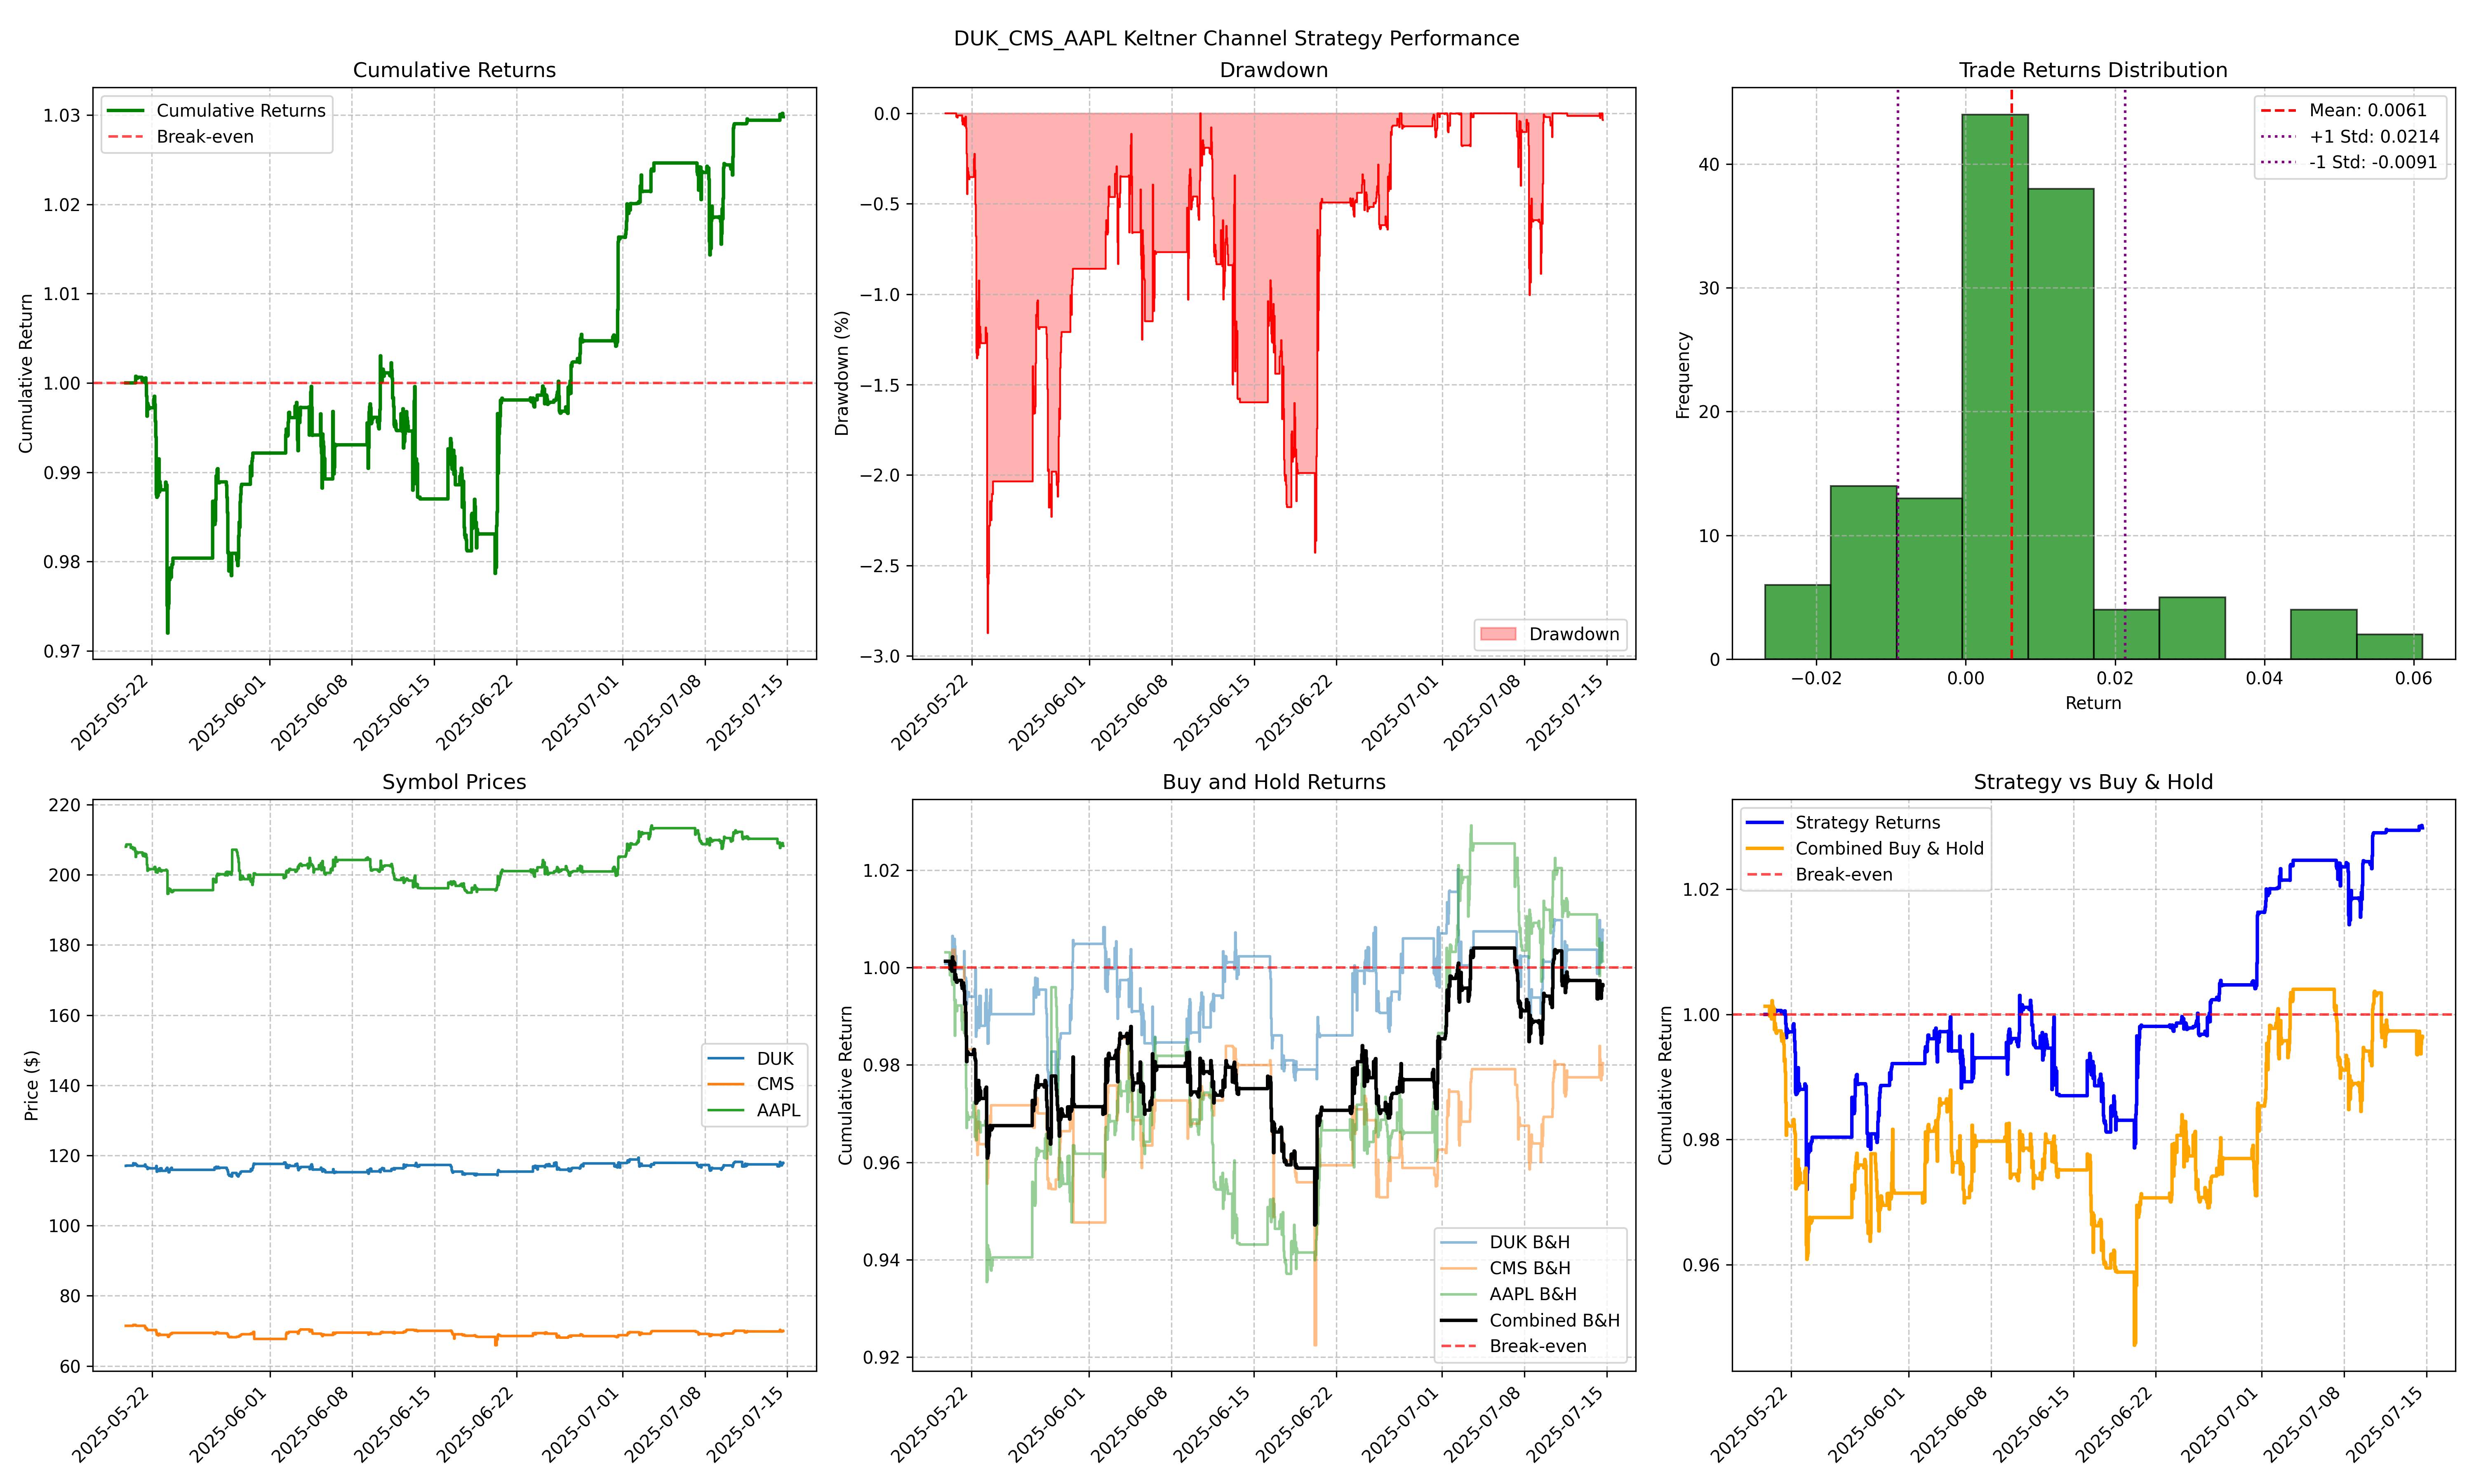 DUK_CMS_AAPL Keltner Channel Strategy Performance
Cumulative Returns
Cumulative Returns
Break-even
Cumulative Return
1.03
1.02
1.01
1.00
0.99
0.98
0.97
2025-05-22
2025-06-01
2025-06-08
2025-06-15
2025-06-22
2025-07-01
2025-07-08
2025-07-15
Drawdown
Drawdown (%)
0.0
−0.5
−1.0
−1.5
−2.0
−2.5
−3.0
Drawdown
2025-05-22
2025-06-01
2025-06-08
2025-06-15
2025-06-22
2025-07-01
2025-07-08
2025-07-15
Trade Returns Distribution
Mean: 0.0061
+1 Std: 0.0214
-1 Std: -0.0091
Frequency
40
30
20
10
0
−0.02
0.00
0.02
0.04
0.06
Return
Symbol Prices
Price ($)
220
200
180
160
140
120
100
80
60
DUK
CMS
AAPL
2025-05-22
2025-06-01
2025-06-08
2025-06-15
2025-06-22
2025-07-01
2025-07-08
2025-07-15
Buy and Hold Returns
Cumulative Return
1.02
1.00
0.98
0.96
0.94
0.92
DUK B&H
CMS B&H
AAPL B&H
Combined B&H
Break-even
2025-05-22
2025-06-01
2025-06-08
2025-06-15
2025-06-22
2025-07-01
2025-07-08
2025-07-15
Strategy vs Buy & Hold
Strategy Returns
Combined Buy & Hold
Break-even
Cumulative Return
1.02
1.00
0.98
0.96
2025-05-22
2025-06-01
2025-06-08
2025-06-15
2025-06-22
2025-07-01
2025-07-08
2025-07-15